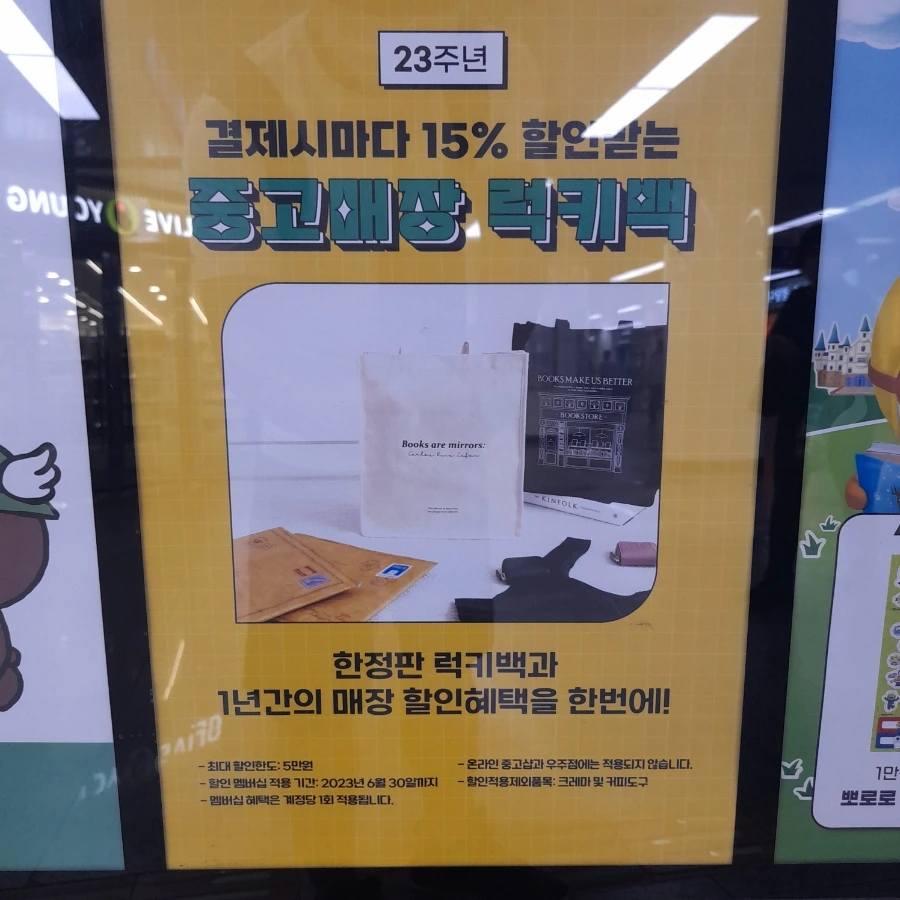 23주년
결제시마다 15% 할인받는
중고매장 럭키백
BOOKS MAKE US BETTER
BOOKSTORE
Books are mirrors:
KINFOLK
한정판 럭키백과
1년간의 매장 할인혜택을 한번에!
- 최대 할인한도: 5만원
- 할인 멤버십 적용 기간: 2023년 6월 30일까지
- 멤버십 혜택은 계정당 1회 적용됩니다.
- 온라인 중고샵과 우주점에는 적용되지 않습니다.
- 할인적용제외품목: 크레마 및 커피도구
1만
뽀로로